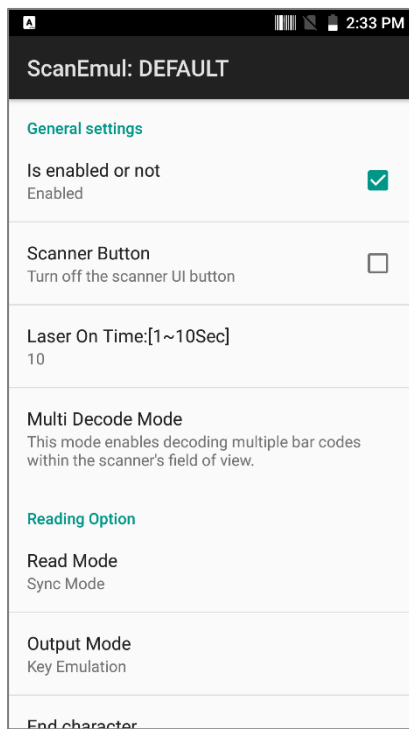 A
2:33 PM
ScanEmul: DEFAULT
General settings
Is enabled or not
Enabled
Scanner Button
Turn off the scanner UI button
Laser On Time:[1~10Sec]
10
Multi Decode Mode
This mode enables decoding multiple bar codes
within the scanner's field of view.
Reading Option
Read Mode
Sync Mode
Output Mode
Key Emulation
End character